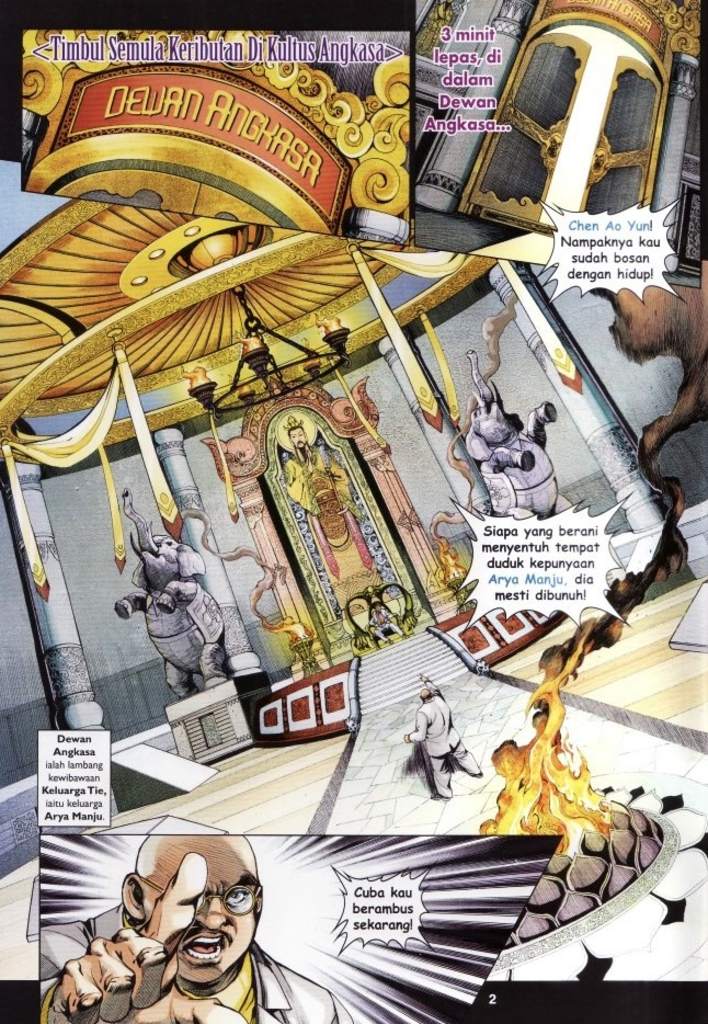 <Timbul Semula Keributan Di Kultus Angkasa>
DEWAN ANGKASA
3 minit
lepas, di
dalam
Dewan
Angkasa...
DEWAN ANGKASA
Chen Ao Yun!
Nampaknya kau
sudah bosan
dengan hidup!
Siapa yang berani
menyentuh tempat
duduk kepunyaan
Arya Manju, dia
mesti dibunuh!
Dewan
Angkasa
ialah lambang
kewibawaan
Keluarga Tie,
iaitu keluarga
Arya Manju.
Cuba kau
berambus
sekarang!
2